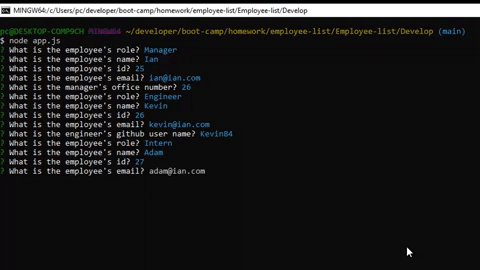 MINGW64:/c/Users/pc/developer/boot-camp/homework/employee-list/Employee-list/Develop
pc@DESKTOP-COMP9CH MINGW64 ~/developer/boot-camp/homework/employee-list/Employee-list/Develop (main)
$ node app.js
? What is the employee's role? Manager
? What is the employee's name? Ian
? What is the employee's id? 25
? What is the employee's email? ian@ian.com
? What is the manager's office number? 26
? What is the employee's role? Engineer
? What is the employee's name? Kevin
? What is the employee's id? 26
? What is the employee's email? kevin@ian.com
? What is the engineer's github user name? Kevin84
? What is the employee's role? Intern
? What is the employee's name? Adam
? What is the employee's id? 27
? What is the employee's email? adam@ian.com